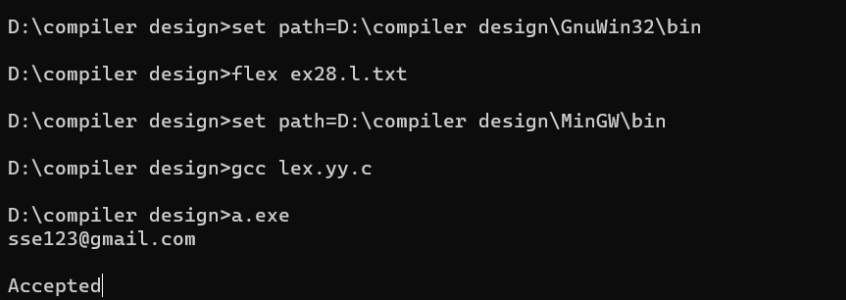 D:\compiler design>set path=D:\compiler design\GnuWin32\bin
D:\compiler design>flex ex28.l.txt
D:\compiler design>set path=D:\compiler design\MinGW\bin
D:\compiler design>gcc lex.yy.c
D:\compiler design>a.exe
sse123@gmail.com
Accepted